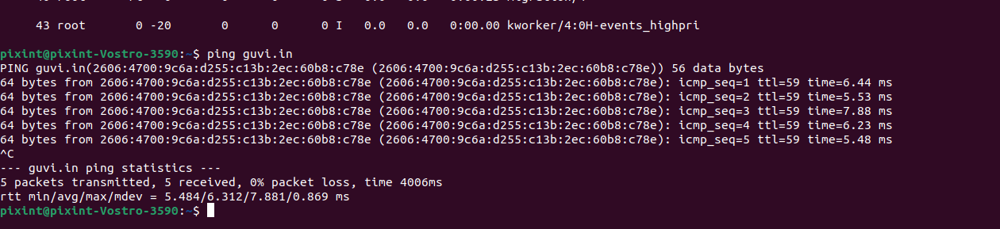 43 root 0 -20 0 0 0 I 0.0 0.0 0:00.00 kworker/4:0H-events_highpri
pixint@pixint-Vostro-3590:~$ ping guvi.in
PING guvi.in(2606:4700:9c6a:d255:c13b:2ec:60b8:c78e (2606:4700:9c6a:d255:c13b:2ec:60b8:c78e)) 56 data bytes
64 bytes from 2606:4700:9c6a:d255:c13b:2ec:60b8:c78e (2606:4700:9c6a:d255:c13b:2ec:60b8:c78e): icmp_seq=1 ttl=59 time=6.44 ms
64 bytes from 2606:4700:9c6a:d255:c13b:2ec:60b8:c78e (2606:4700:9c6a:d255:c13b:2ec:60b8:c78e): icmp_seq=2 ttl=59 time=5.53 ms
64 bytes from 2606:4700:9c6a:d255:c13b:2ec:60b8:c78e (2606:4700:9c6a:d255:c13b:2ec:60b8:c78e): icmp_seq=3 ttl=59 time=7.88 ms
64 bytes from 2606:4700:9c6a:d255:c13b:2ec:60b8:c78e (2606:4700:9c6a:d255:c13b:2ec:60b8:c78e): icmp_seq=4 ttl=59 time=6.23 ms
64 bytes from 2606:4700:9c6a:d255:c13b:2ec:60b8:c78e (2606:4700:9c6a:d255:c13b:2ec:60b8:c78e): icmp_seq=5 ttl=59 time=5.48 ms
^C
--- guvi.in ping statistics ---
5 packets transmitted, 5 received, 0% packet loss, time 4006ms
rtt min/avg/max/mdev = 5.484/6.312/7.881/0.869 ms
pixint@pixint-Vostro-3590:~$